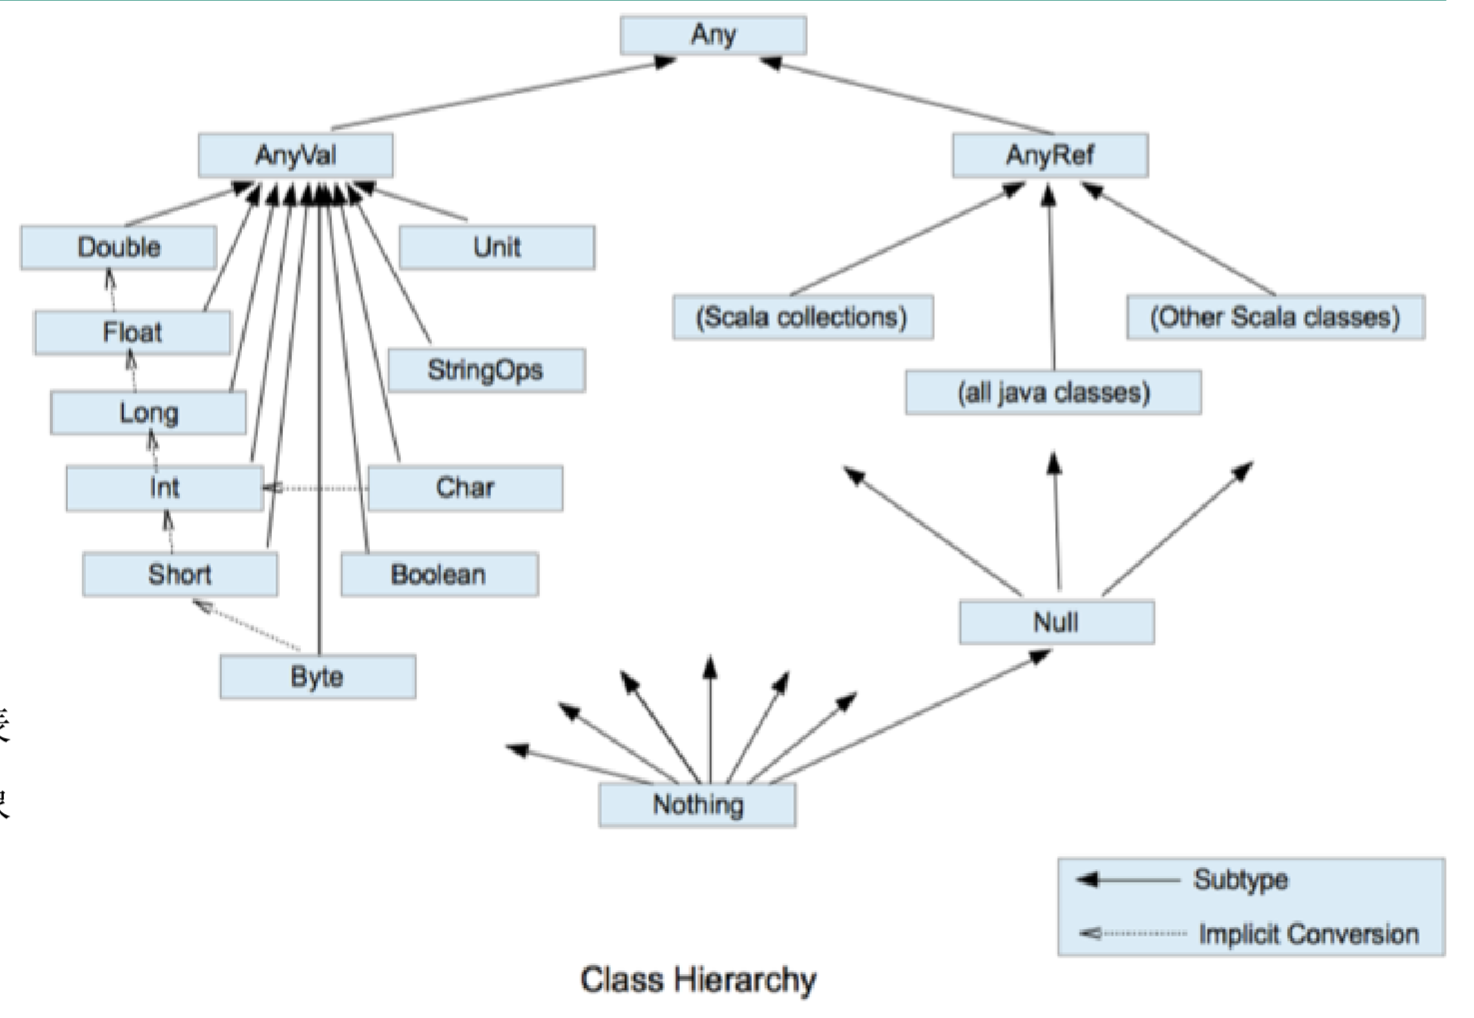 Any
AnyVal
AnyRef
Double
Unit
Float
(Scala collections)
(Other Scala classes)
StringOps
(all java classes)
Long
Int
Char
Short
Boolean
Null
Byte
Nothing
Subtype
Implicit Conversion
Class Hierarchy